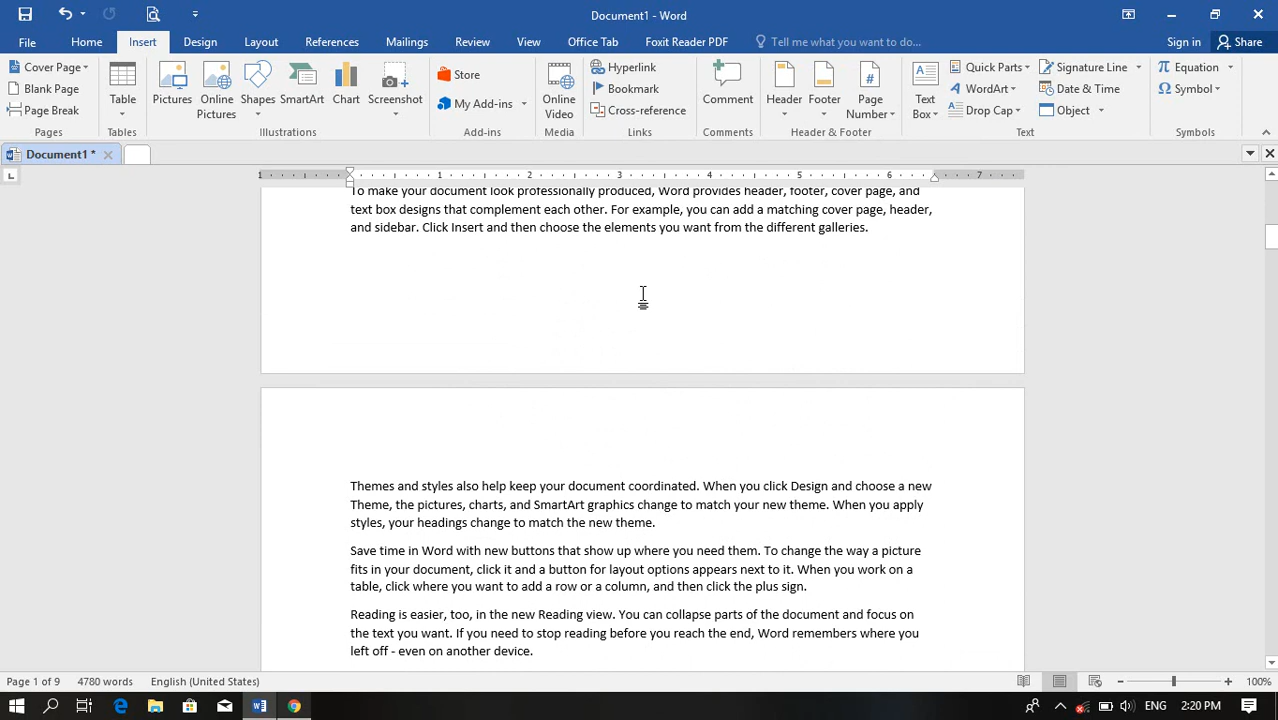 Document1 - Word
File Home Insert Design Layout References Mailings Review View Office Tab Foxit Reader PDF Tell me what you want to do... Sign in Share
Cover Page
Blank Page
Page Break
Pages
Table
Tables
Pictures
Online Pictures
Shapes
SmartArt
Chart
Screenshot
Illustrations
Store
My Add-ins
Add-ins
Online Video
Media
Hyperlink
Bookmark
Cross-reference
Links
Comment
Comments
Header
Footer
Page Number
Header & Footer
Text Box
Quick Parts
WordArt
Drop Cap
Signature Line
Date & Time
Object
Text
Equation
Symbol
Symbols
Document1 *
1 1 2 3 4 5 6 7
To make your document look professionally produced, Word provides header, footer, cover page, and
text box designs that complement each other. For example, you can add a matching cover page, header,
and sidebar. Click Insert and then choose the elements you want from the different galleries.
Themes and styles also help keep your document coordinated. When you click Design and choose a new
Theme, the pictures, charts, and SmartArt graphics change to match your new theme. When you apply
styles, your headings change to match the new theme.
Save time in Word with new buttons that show up where you need them. To change the way a picture
fits in your document, click it and a button for layout options appears next to it. When you work on a
table, click where you want to add a row or a column, and then click the plus sign.
Reading is easier, too, in the new Reading view. You can collapse parts of the document and focus on
the text you want. If you need to stop reading before you reach the end, Word remembers where you
left off - even on another device.
Page 1 of 9 4780 words English (United States) 100%
ENG 2:20 PM